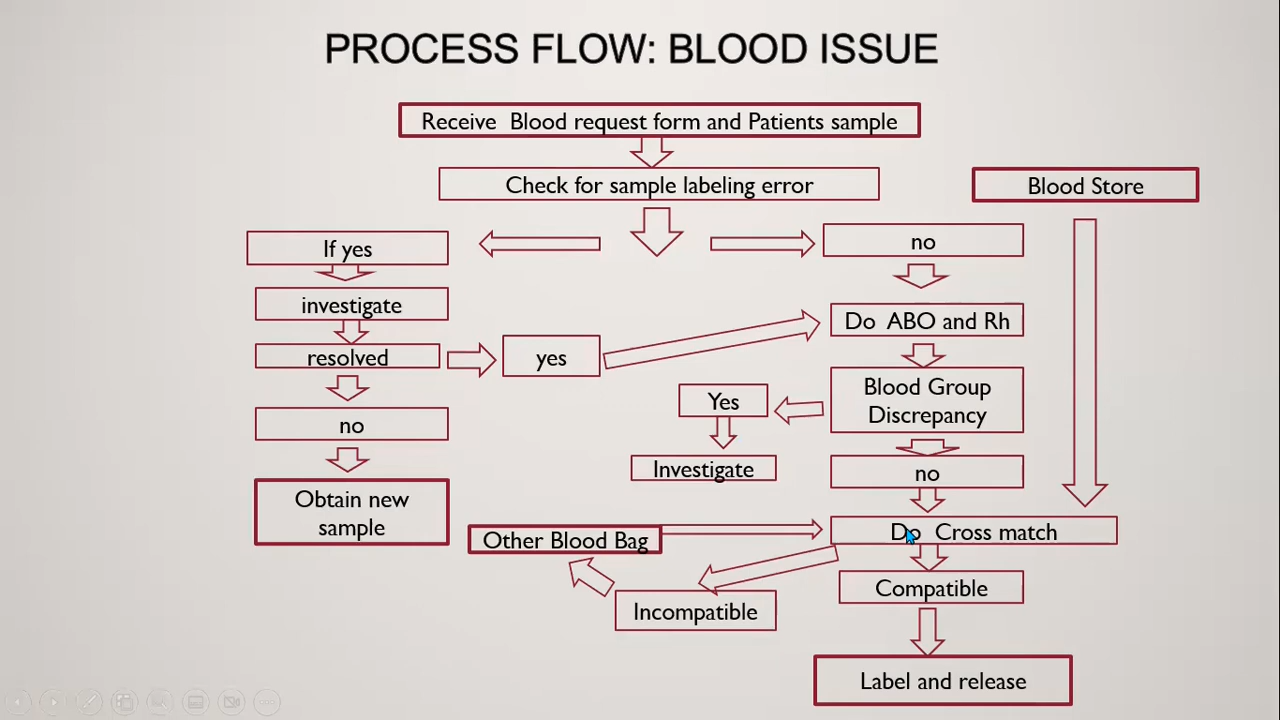 PROCESS FLOW: BLOOD ISSUE
Receive Blood request form and Patients sample
Check for sample labeling error
Blood Store
If yes
no
investigate
Do ABO and Rh
resolved
yes
Blood Group
Discrepancy
Yes
no
Investigate
no
Obtain new
sample
Do Cross match
Other Blood Bag
Compatible
Incompatible
Label and release